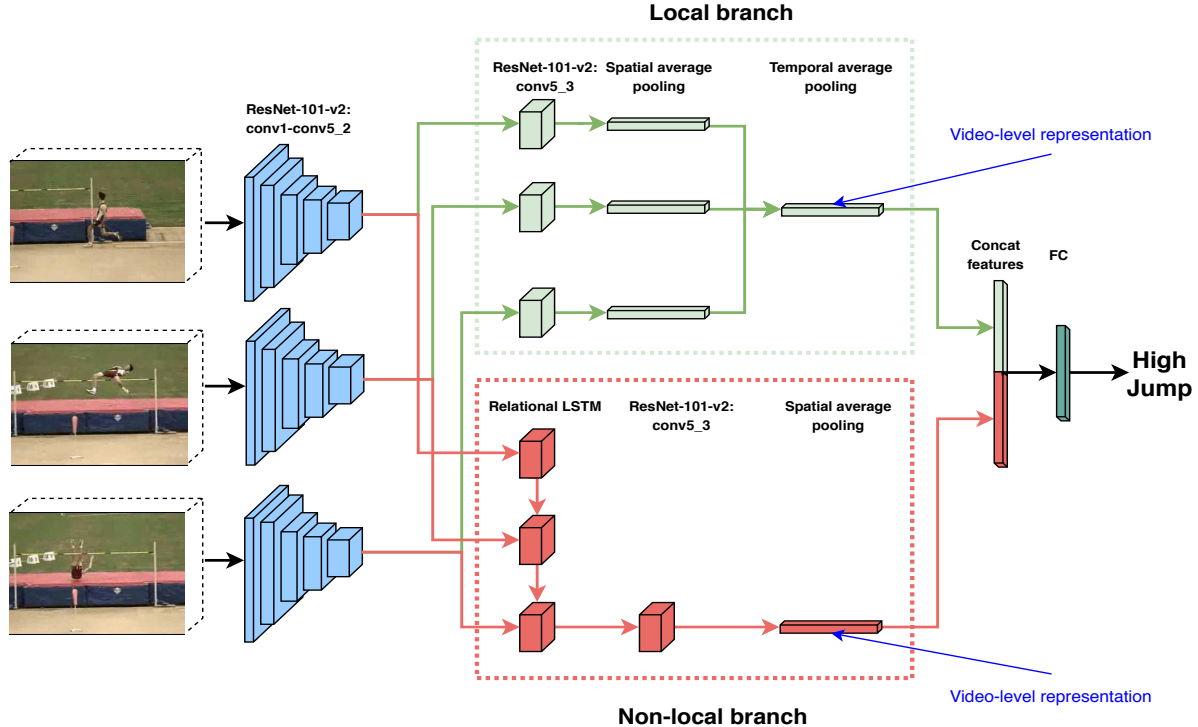 Local branch
ResNet-101-v2:
conv5_3
Spatial average
pooling
Temporal average
pooling
ResNet-101-v2:
conv1-conv5_2
Video-level representation
Concat
features
FC
High
Jump
Relational LSTM
ResNet-101-v2:
conv5_3
Spatial average
pooling
Video-level representation
Non-local branch